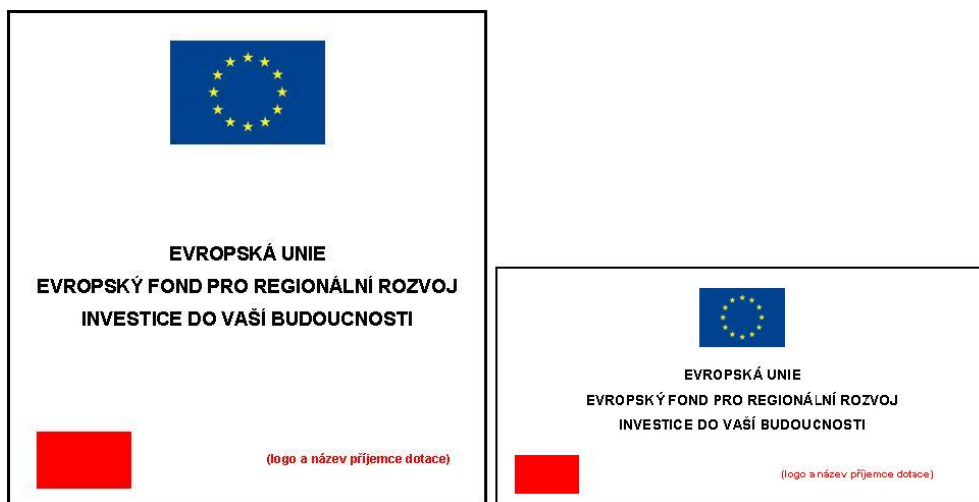 EVROPSKÁ UNIE
EVROPSKÝ FOND PRO REGIONÁLNÍ ROZVOJ
INVESTICE DO VAŠÍ BUDOUCNOSTI
(logo a název příjemce dotace)
EVROPSKÁ UNIE
EVROPSKÝ FOND PRO REGIONÁLNÍ ROZVOJ
INVESTICE DO VAŠÍ BUDOUCNOSTI
(logo a název příjemce dotace)